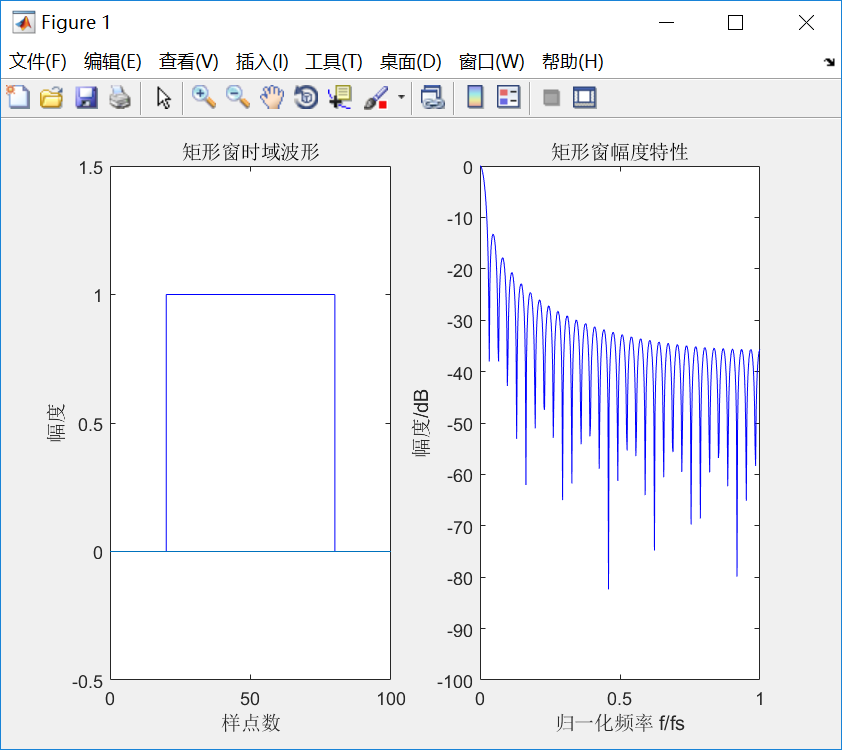 Figure 1
文件(F) 编辑(E) 查看(V) 插入(I) 工具(T) 桌面(D) 窗口(W) 帮助(H)
矩形窗时域波形
1.5
1
0.5
0
-0.5
幅度
0 50 100
样点数
矩形窗幅度特性
0
-10
-20
-30
-40
-50
-60
-70
-80
-90
-100
幅度/dB
0 0.5 1
归一化频率 f/fs